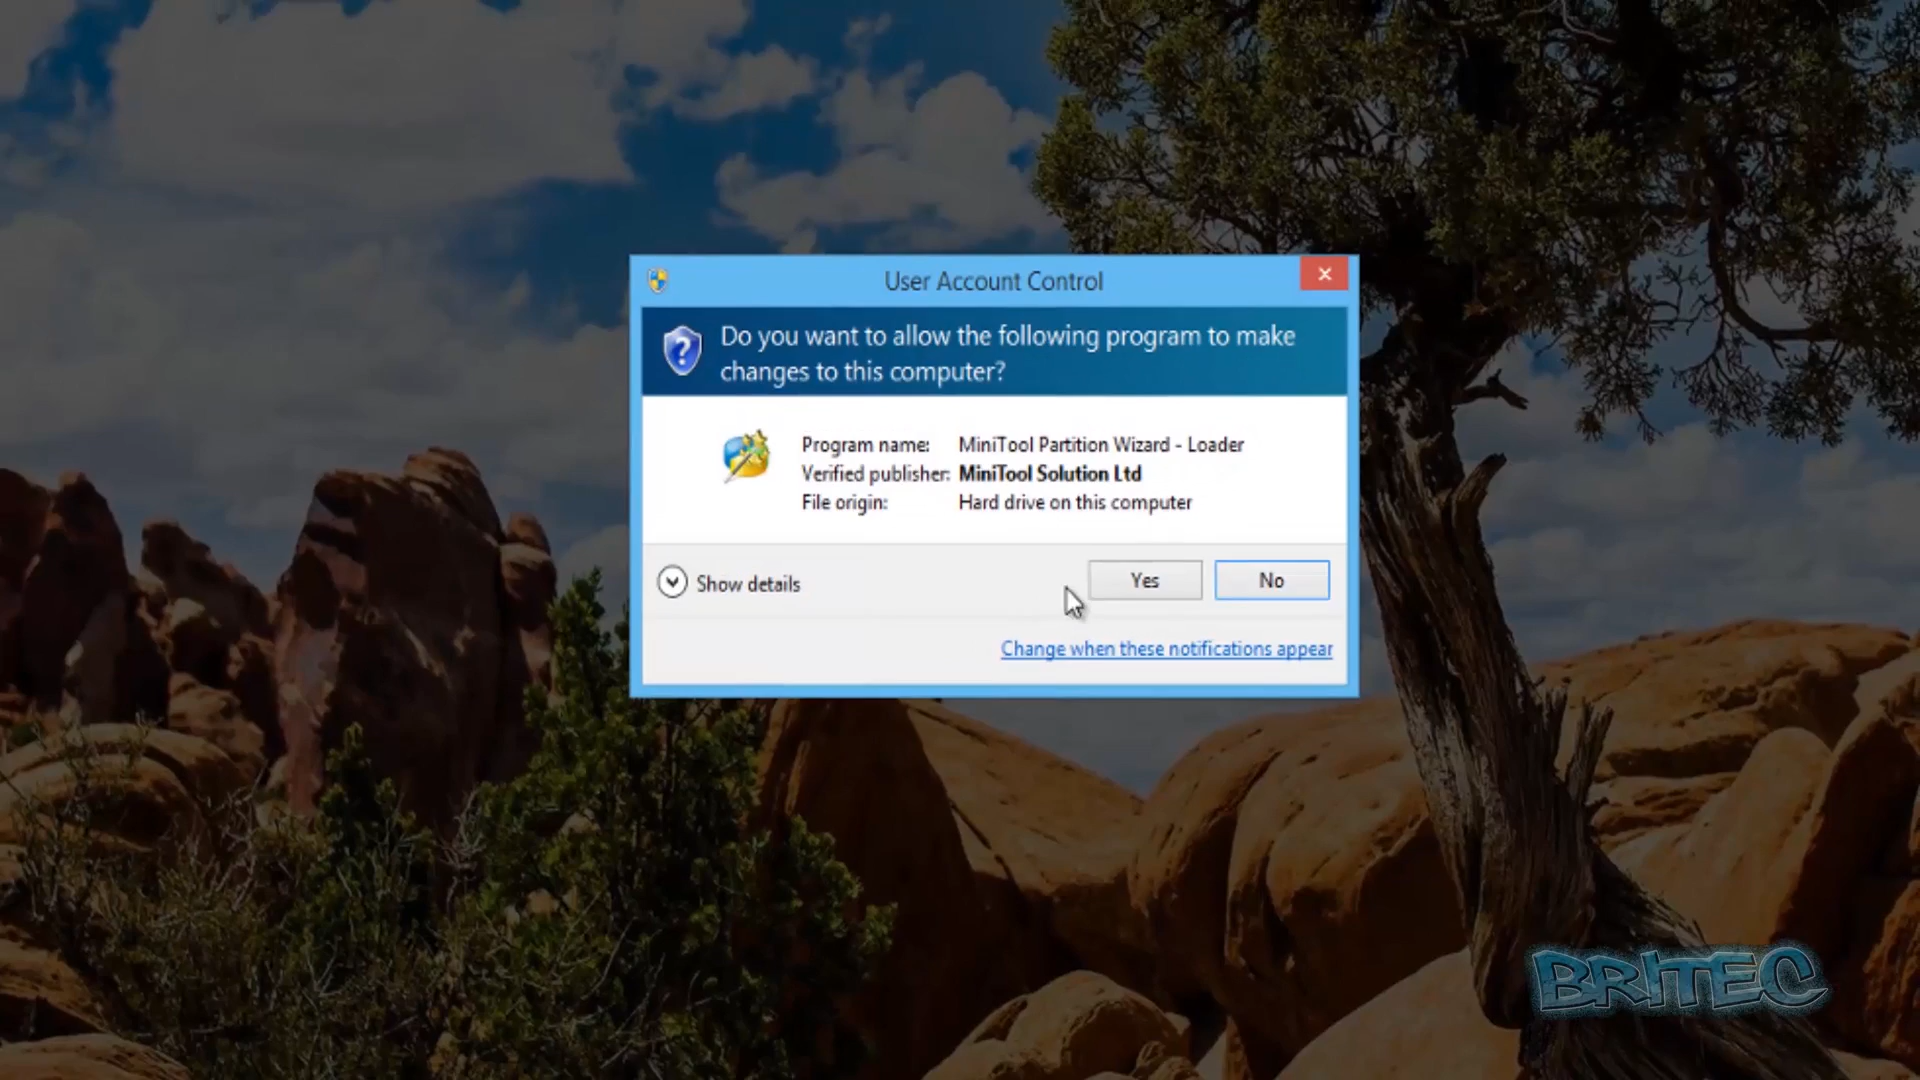 User Account Control
Do you want to allow the following program to make
changes to this computer?
Program name: MiniTool Partition Wizard - Loader
Verified publisher: MiniTool Solution Ltd
File origin: Hard drive on this computer
Show details
Yes
No
Change when these notifications appear
BRITEC